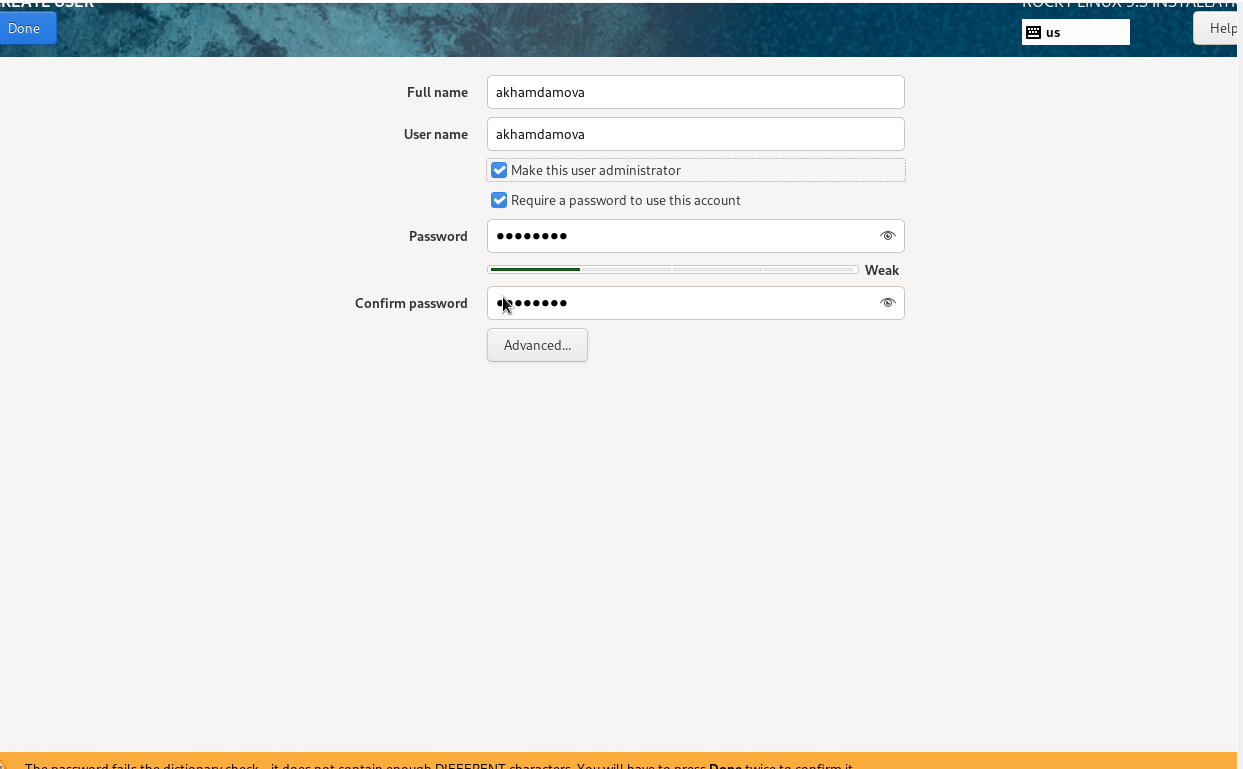 CREATE USER
ROCKY LINUX 9.5 INSTALLATI
Done
us
Help
Full name
akhamdamova
User name
akhamdamova
Make this user administrator
Require a password to use this account
Password
●●●●●●●●
Weak
Confirm password
●●●●●●●●
Advanced...
The password fails the dictionary check - it does not contain enough DIFFERENT characters. You will have to press Done twice to confirm it.